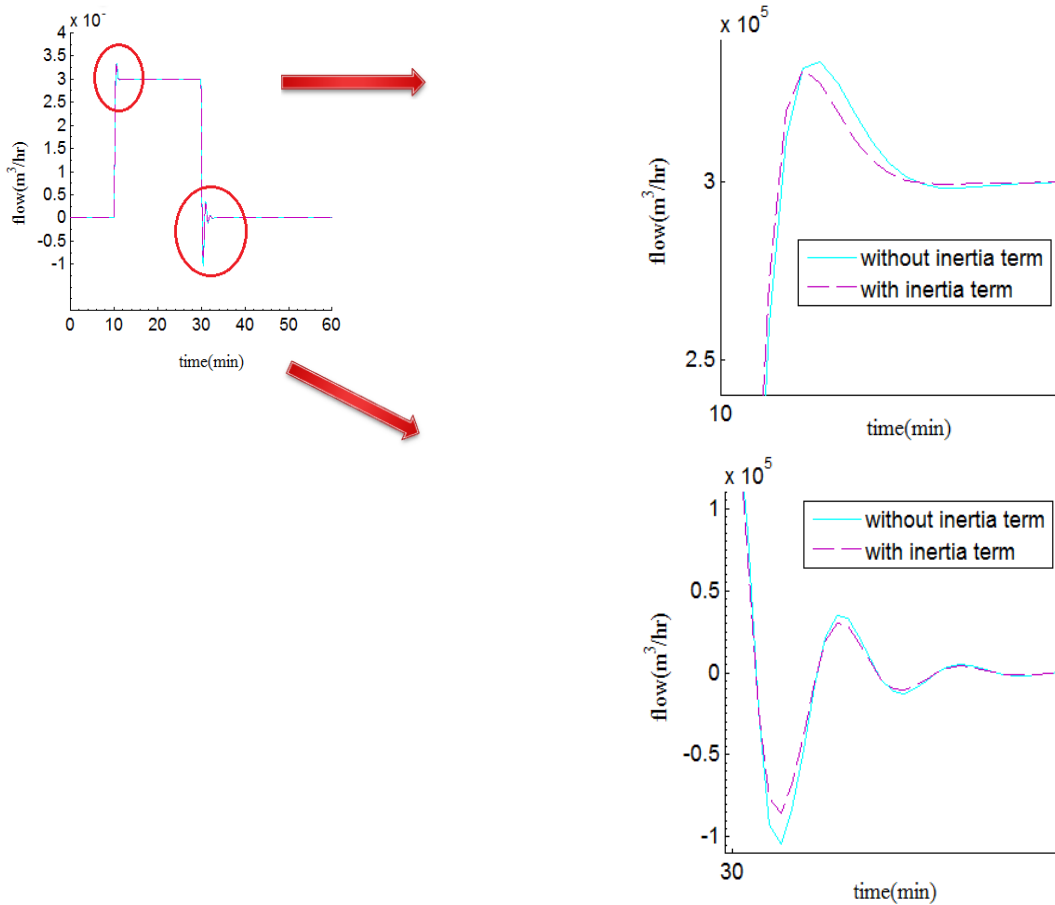 x 10⁻
4
3.5
3
2.5
2
1.5
1
0.5
0
-0.5
-1
flow(m³/hr)
0 10 20 30 40 50 60
time(min)
x 10⁵
3
2.5
flow(m³/hr)
without inertia term
with inertia term
10
time(min)
x 10⁵
1
0.5
0
-0.5
-1
flow(m³/hr)
without inertia term
with inertia term
30
time(min)